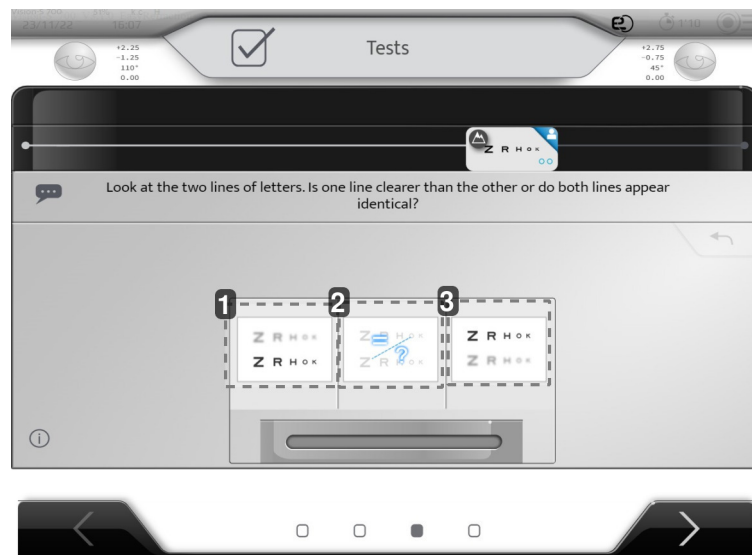 23/11/22 16:07
1'10
Tests
+2.25
-1.25
110°
0.00
+2.75
-0.75
45°
0.00
Z R H O K
Look at the two lines of letters. Is one line clearer than the other or do both lines appear
identical?
1 2 3
Z R H O K
Z R H O K
Z R H O K
= ?
Z R H O K
Z R H O K
Z R H O K